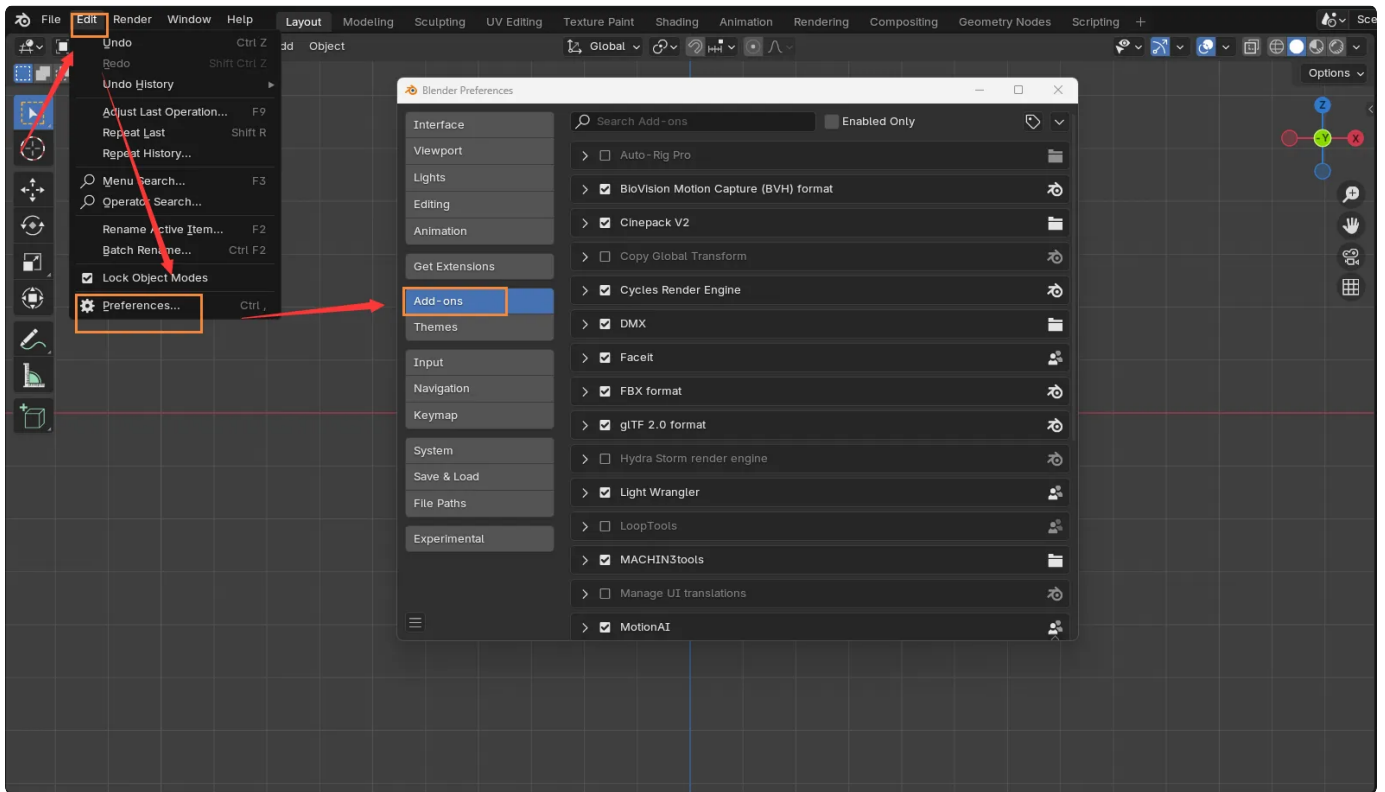 File Edit Render Window Help Layout Modeling Sculpting UV Editing Texture Paint Shading Animation Rendering Compositing Geometry Nodes Scripting + Sce
dd Object Global
Options
Undo Ctrl Z
Redo Shift Ctrl Z
Undo History
Adjust Last Operation... F9
Repeat Last Shift R
Repeat History...
Menu Search... F3
Operator Search...
Rename Active Item... F2
Batch Rename... Ctrl F2
Lock Object Modes
Preferences... Ctrl ,
Blender Preferences
Interface
Viewport
Lights
Editing
Animation
Get Extensions
Add-ons
Themes
Input
Navigation
Keymap
System
Save & Load
File Paths
Experimental
Search Add-ons Enabled Only
Auto-Rig Pro
BioVision Motion Capture (BVH) format
Cinepack V2
Copy Global Transform
Cycles Render Engine
DMX
Faceit
FBX format
glTF 2.0 format
Hydra Storm render engine
Light Wrangler
LoopTools
MACHIN3tools
Manage UI translations
MotionAI
Z
-Y X